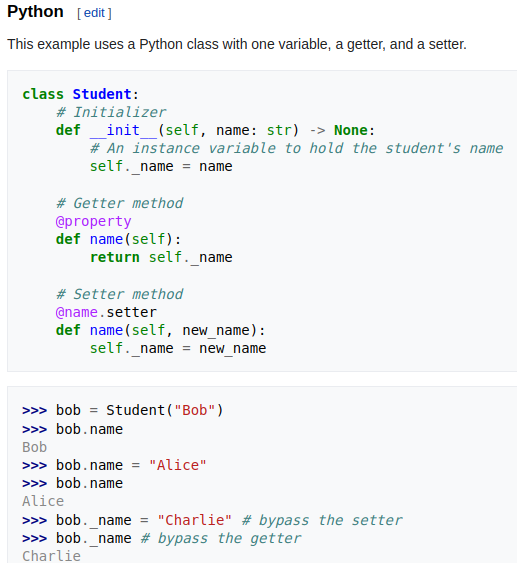 Python [ edit ]
This example uses a Python class with one variable, a getter, and a setter.
class Student:
    # Initializer
    def __init__(self, name: str) -> None:
        # An instance variable to hold the student's name
        self._name = name

    # Getter method
    @property
    def name(self):
        return self._name

    # Setter method
    @name.setter
    def name(self, new_name):
        self._name = new_name

>>> bob = Student("Bob")
>>> bob.name
Bob
>>> bob.name = "Alice"
>>> bob.name
Alice
>>> bob._name = "Charlie" # bypass the setter
>>> bob._name # bypass the getter
Charlie